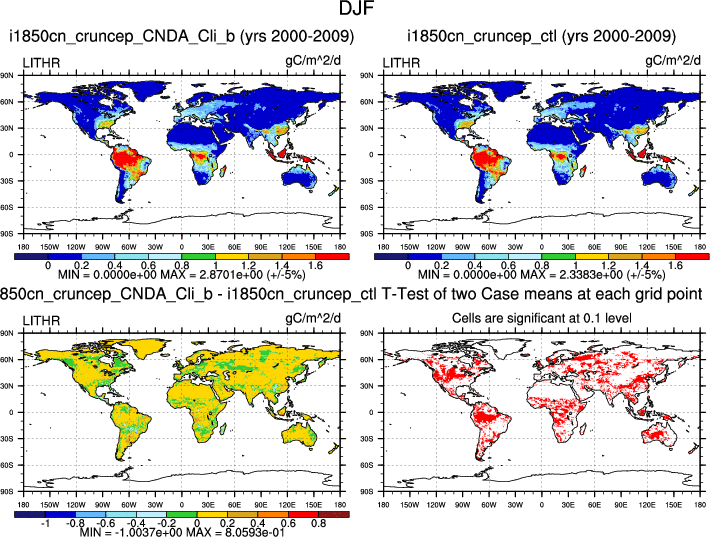 DJF
i1850cn_cruncep_CNDA_Cli_b (yrs 2000-2009)
i1850cn_cruncep_ctl (yrs 2000-2009)
LITHR gC/m^2/d
LITHR gC/m^2/d
90N
60N
30N
0
30S
60S
90S
180 150W 120W 90W 60W 30W 0 30E 60E 90E 120E 150E 180
90N
60N
30N
0
30S
60S
90S
180 150W 120W 90W 60W 30W 0 30E 60E 90E 120E 150E 180
0 0.2 0.4 0.6 0.8 1 1.2 1.4 1.6
MIN = 0.0000e+00 MAX = 2.8701e+00 (+/-5%)
0 0.2 0.4 0.6 0.8 1 1.2 1.4 1.6
MIN = 0.0000e+00 MAX = 2.3383e+00 (+/-5%)
850cn_cruncep_CNDA_Cli_b - i1850cn_cruncep_ctl
T-Test of two Case means at each grid point
LITHR gC/m^2/d
Cells are significant at 0.1 level
90N
60N
30N
0
30S
60S
90S
180 150W 120W 90W 60W 30W 0 30E 60E 90E 120E 150E 180
90N
60N
30N
0
30S
60S
90S
180 150W 120W 90W 60W 30W 0 30E 60E 90E 120E 150E 180
-1 -0.8 -0.6 -0.4 -0.2 0 0.2 0.4 0.6 0.8
MIN = -1.0037e+00 MAX = 8.0593e-01